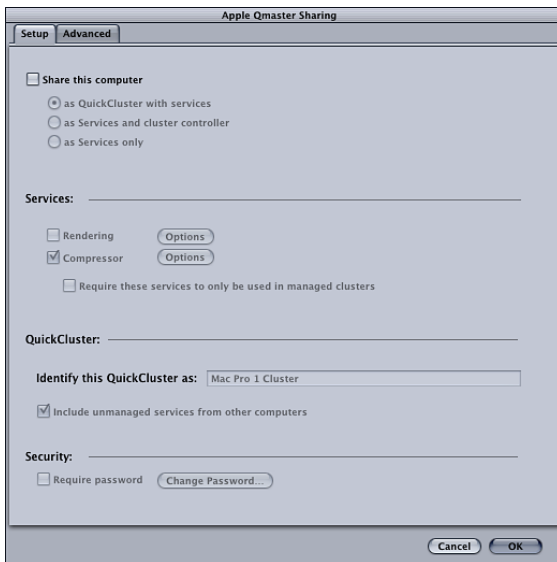 Apple Qmaster Sharing
Setup Advanced
Share this computer
as QuickCluster with services
as Services and cluster controller
as Services only
Services:
Rendering Options
Compressor Options
Require these services to only be used in managed clusters
QuickCluster:
Identify this QuickCluster as: Mac Pro 1 Cluster
Include unmanaged services from other computers
Security:
Require password Change Password...
Cancel OK